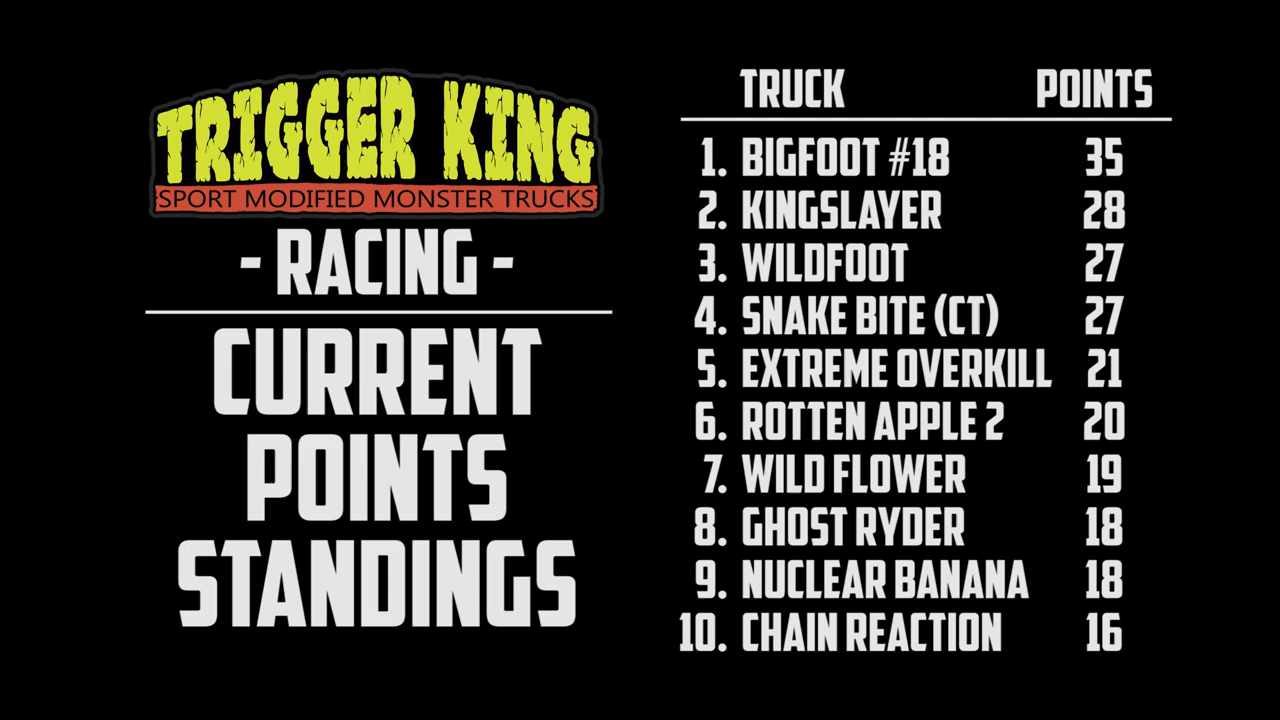 TRIGGER KING
SPORT MODIFIED MONSTER TRUCKS
- RACING -
CURRENT
POINTS
STANDINGS
TRUCK POINTS
1. BIGFOOT #18 35
2. KINGSLAYER 28
3. WILDFOOT 27
4. SNAKE BITE (CT) 27
5. EXTREME OVERKILL 21
6. ROTTEN APPLE 2 20
7. WILD FLOWER 19
8. GHOST RYDER 18
9. NUCLEAR BANANA 18
10. CHAIN REACTION 16